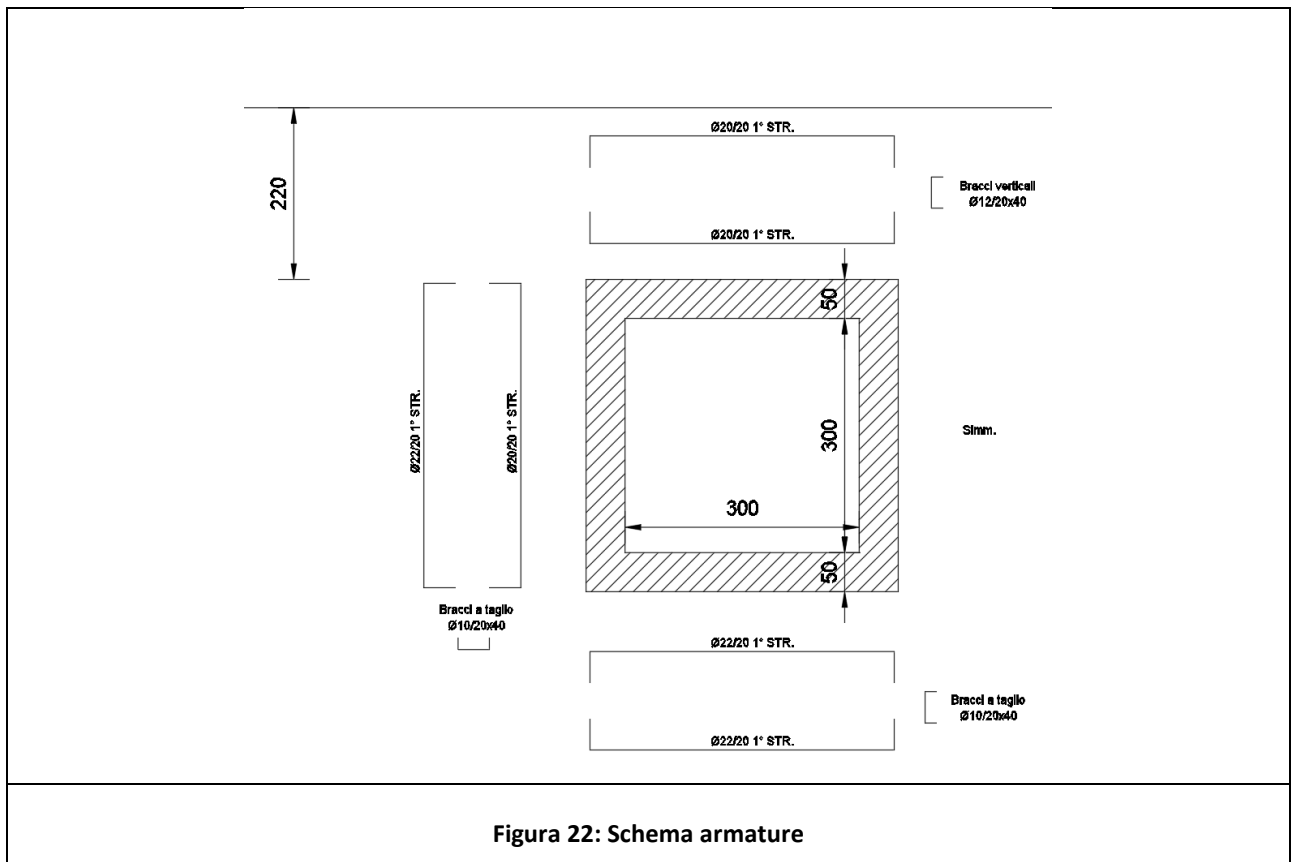 Ø20/20 1° STR.
220
Bracci verticali
Ø12/20x40
Ø20/20 1° STR.
50
Ø22/20 1° STR.
Ø20/20 1° STR.
300
Simm.
300
50
Bracci a taglio
Ø10/20x40
Ø22/20 1° STR.
Bracci a taglio
Ø10/20x40
Ø22/20 1° STR.
Figura 22: Schema armature